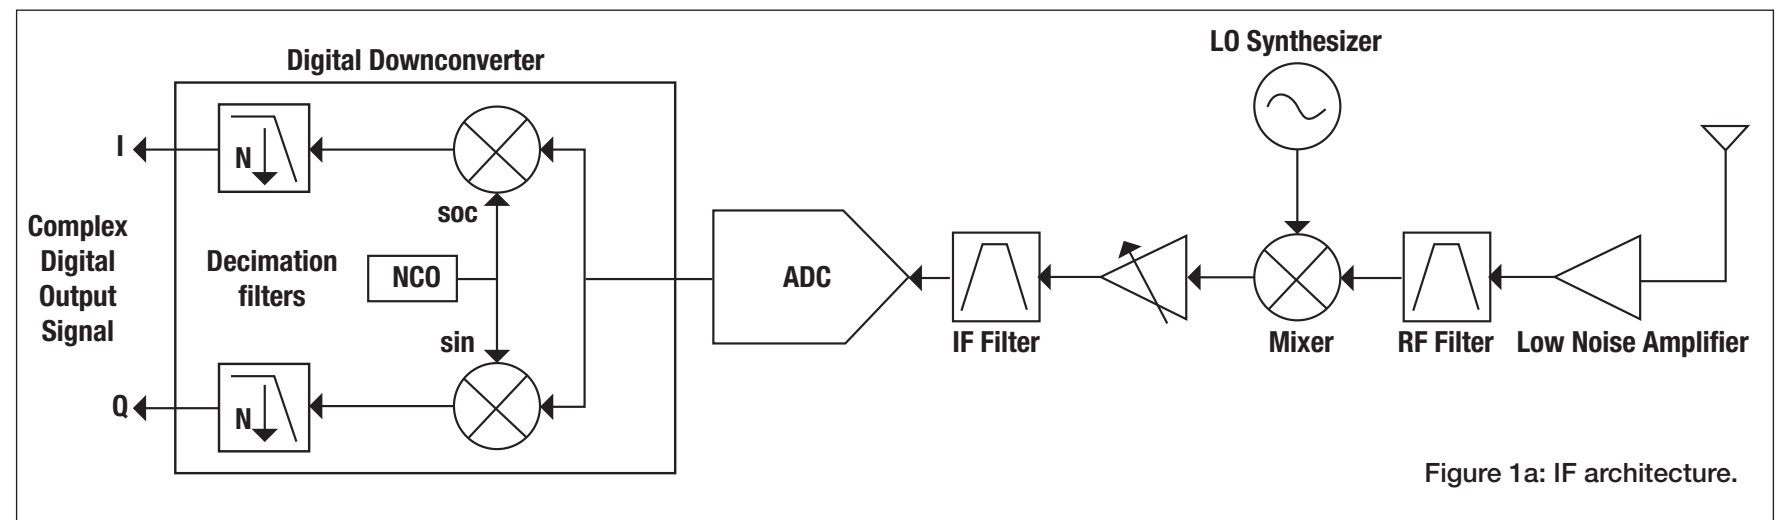 Digital Downconverter
LO Synthesizer
I
N
soc
Complex
Digital
Output
Signal
Decimation
filters
NCO
ADC
sin
IF Filter
Mixer
RF Filter
Low Noise Amplifier
Q
N
Figure 1a: IF architecture.